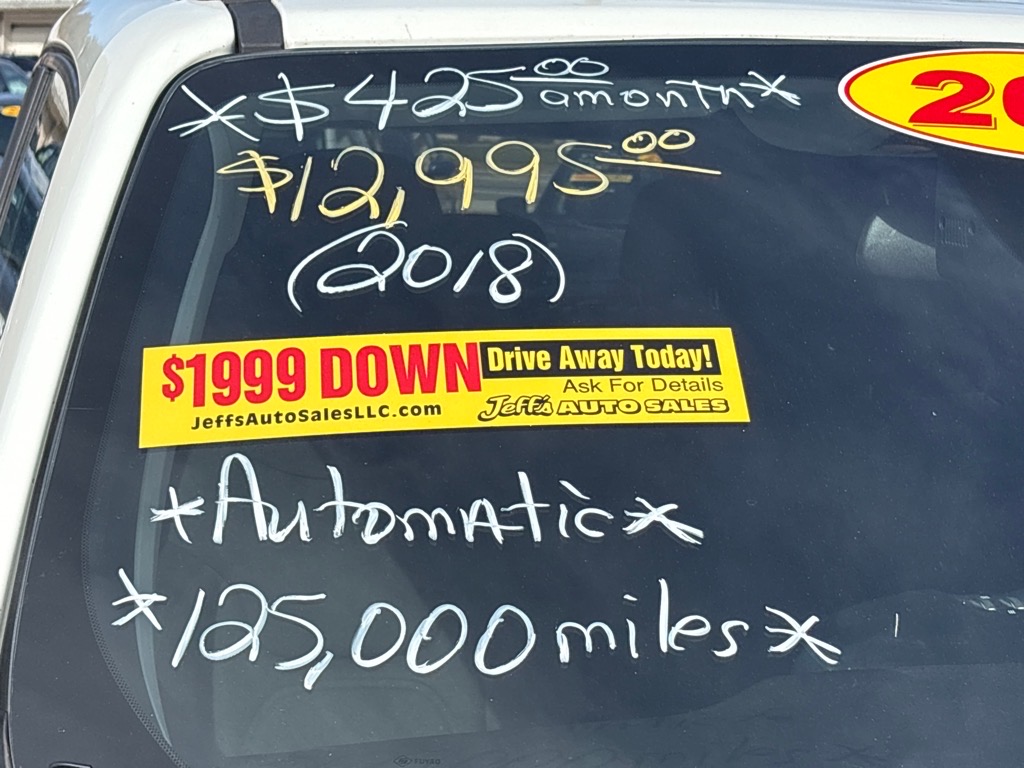 *$425.00 a month*
20
$12,995.00
(2018)
$1999 DOWN Drive Away Today!
Ask For Details
JeffsAutoSalesLLC.com Jeff's AUTO SALES
*Automatic*
*125,000 miles*